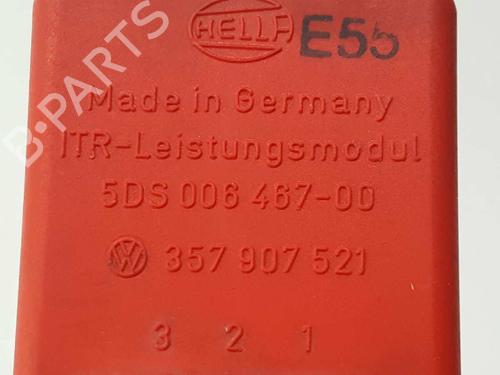 HELLA E55
Made in Germany
ITR-Leistungsmodul
5DS 006 467-00
357 907 521
3 2 1
B-PARTS